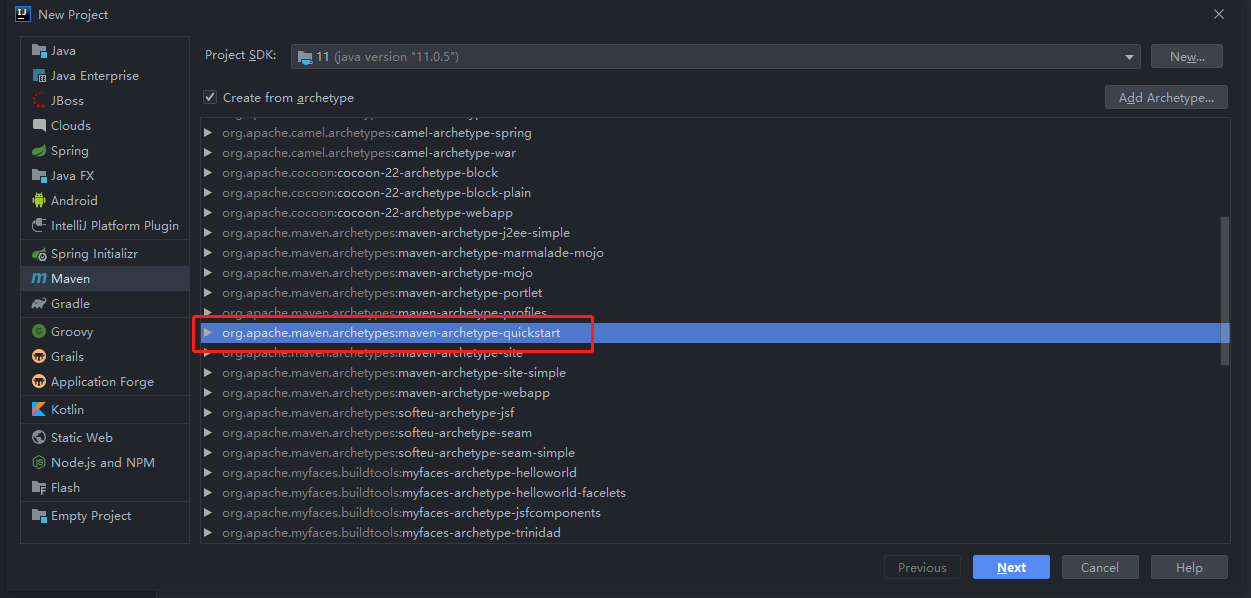 New Project
Java
Java Enterprise
JBoss
Clouds
Spring
Java FX
Android
IntelliJ Platform Plugin
Spring Initializr
Maven
Gradle
Groovy
Grails
Application Forge
Kotlin
Static Web
Node.js and NPM
Flash
Empty Project
Project SDK: 11 (java version "11.0.5") New...
Create from archetype Add Archetype...
org.apache.camel.archetypes:camel-archetype-spring
org.apache.camel.archetypes:camel-archetype-war
org.apache.cocoon:cocoon-22-archetype-block
org.apache.cocoon:cocoon-22-archetype-block-plain
org.apache.cocoon:cocoon-22-archetype-webapp
org.apache.maven.archetypes:maven-archetype-j2ee-simple
org.apache.maven.archetypes:maven-archetype-marmalade-mojo
org.apache.maven.archetypes:maven-archetype-mojo
org.apache.maven.archetypes:maven-archetype-portlet
org.apache.maven.archetypes:maven-archetype-profiles
org.apache.maven.archetypes:maven-archetype-quickstart
org.apache.maven.archetypes:maven-archetype-site
org.apache.maven.archetypes:maven-archetype-site-simple
org.apache.maven.archetypes:maven-archetype-webapp
org.apache.maven.archetypes:softeu-archetype-jsf
org.apache.maven.archetypes:softeu-archetype-seam
org.apache.maven.archetypes:softeu-archetype-seam-simple
org.apache.myfaces.buildtools:myfaces-archetype-helloworld
org.apache.myfaces.buildtools:myfaces-archetype-helloworld-facelets
org.apache.myfaces.buildtools:myfaces-archetype-jsfcomponents
org.apache.myfaces.buildtools:myfaces-archetype-trinidad
Previous Next Cancel Help